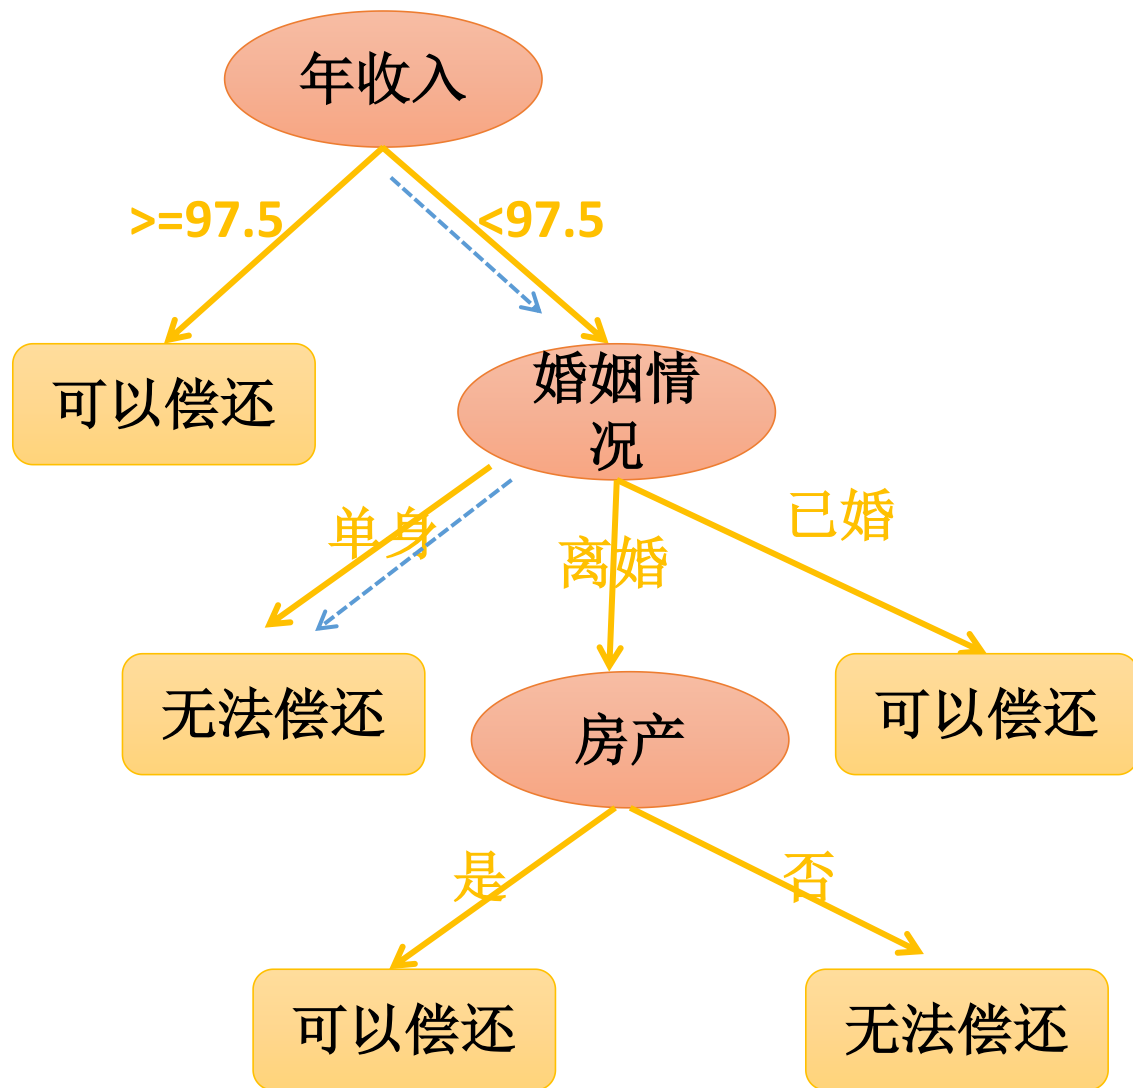 年收入
>=97.5
<97.5
可以偿还
婚姻情
况
单身
离婚
已婚
无法偿还
房产
可以偿还
是
否
可以偿还
无法偿还